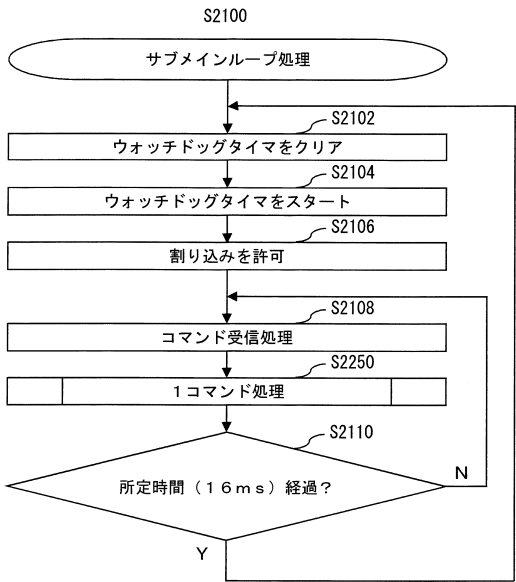 S2100
サブメインループ処理
S2102
ウォッチドッグタイマをクリア
S2104
ウォッチドッグタイマをスタート
S2106
割り込みを許可
S2108
コマンド受信処理
S2250
１コマンド処理
S2110
所定時間（１６ｍｓ）経過？
N
Y